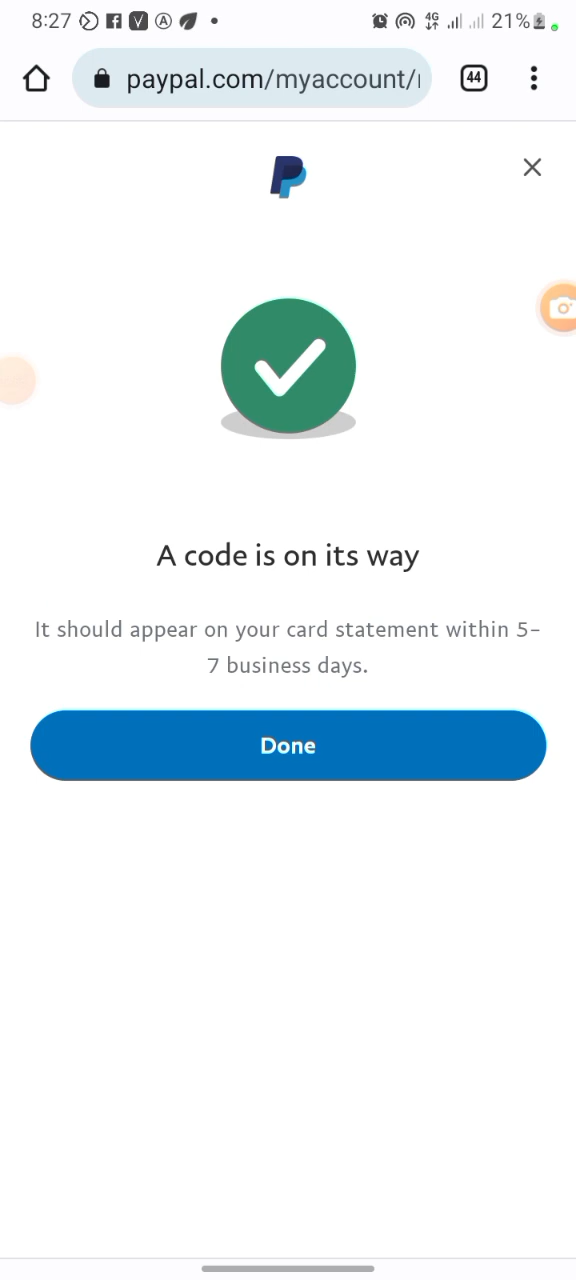 8:27 4G 21%
paypal.com/myaccount/
44
A code is on its way
It should appear on your card statement within 5-
7 business days.
Done